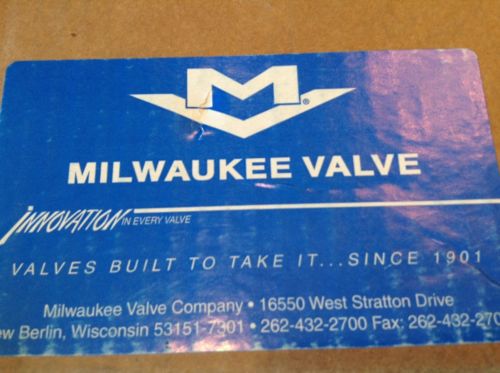 M®
MILWAUKEE VALVE
INNOVATION IN EVERY VALVE
VALVES BUILT TO TAKE IT...SINCE 1901
Milwaukee Valve Company • 16550 West Stratton Drive
ew Berlin, Wisconsin 53151-7301 • 262-432-2700 Fax: 262-432-270